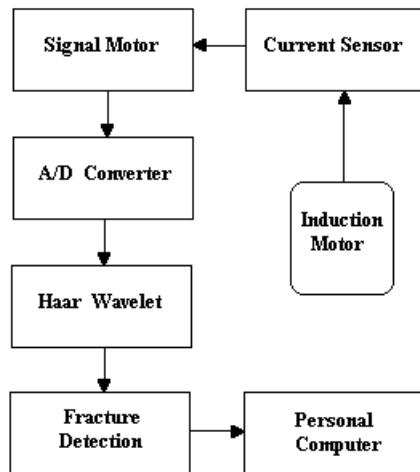 Signal Motor
Current Sensor
A/D Converter
Induction
Motor
Haar Wavelet
Fracture
Detection
Personal
Computer